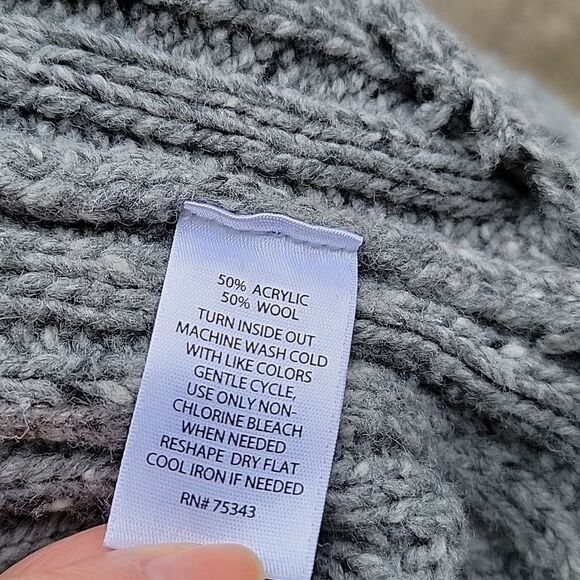 50% ACRYLIC
50% WOOL
TURN INSIDE OUT
MACHINE WASH COLD
WITH LIKE COLORS
GENTLE CYCLE,
USE ONLY NON-
CHLORINE BLEACH
WHEN NEEDED
RESHAPE DRY FLAT
COOL IRON IF NEEDED
RN# 75343